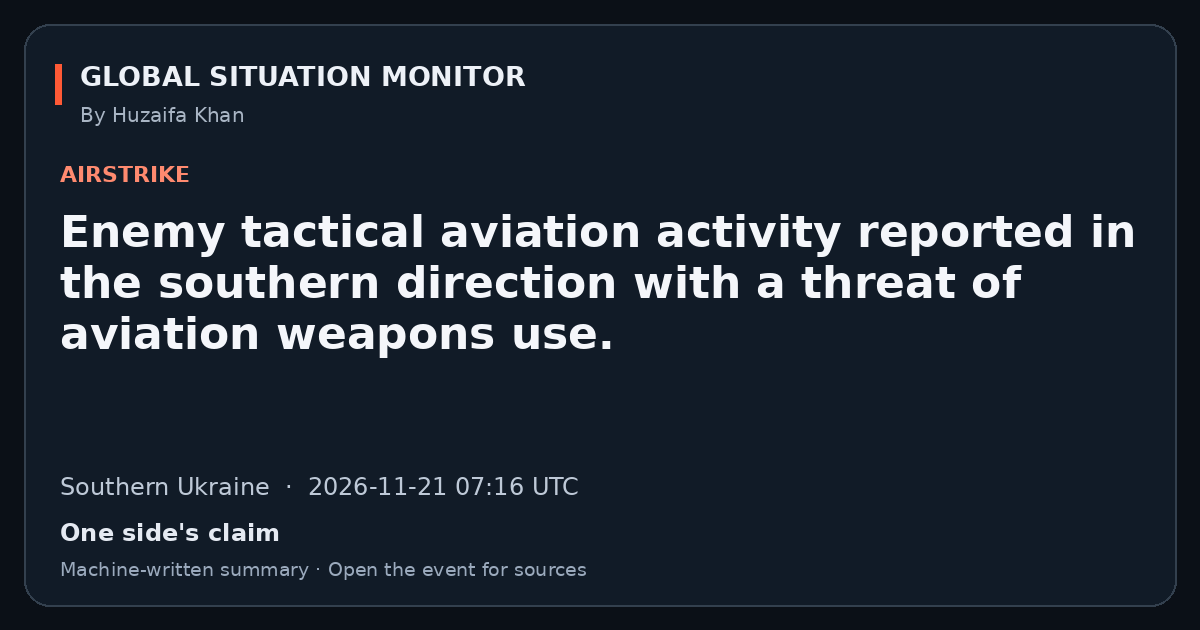 GLOBAL SITUATION MONITOR
By Huzaifa Khan
AIRSTRIKE
Enemy tactical aviation activity reported in
the southern direction with a threat of
aviation weapons use.
Southern Ukraine · 2026-11-21 07:16 UTC
One side's claim
Machine-written summary · Open the event for sources